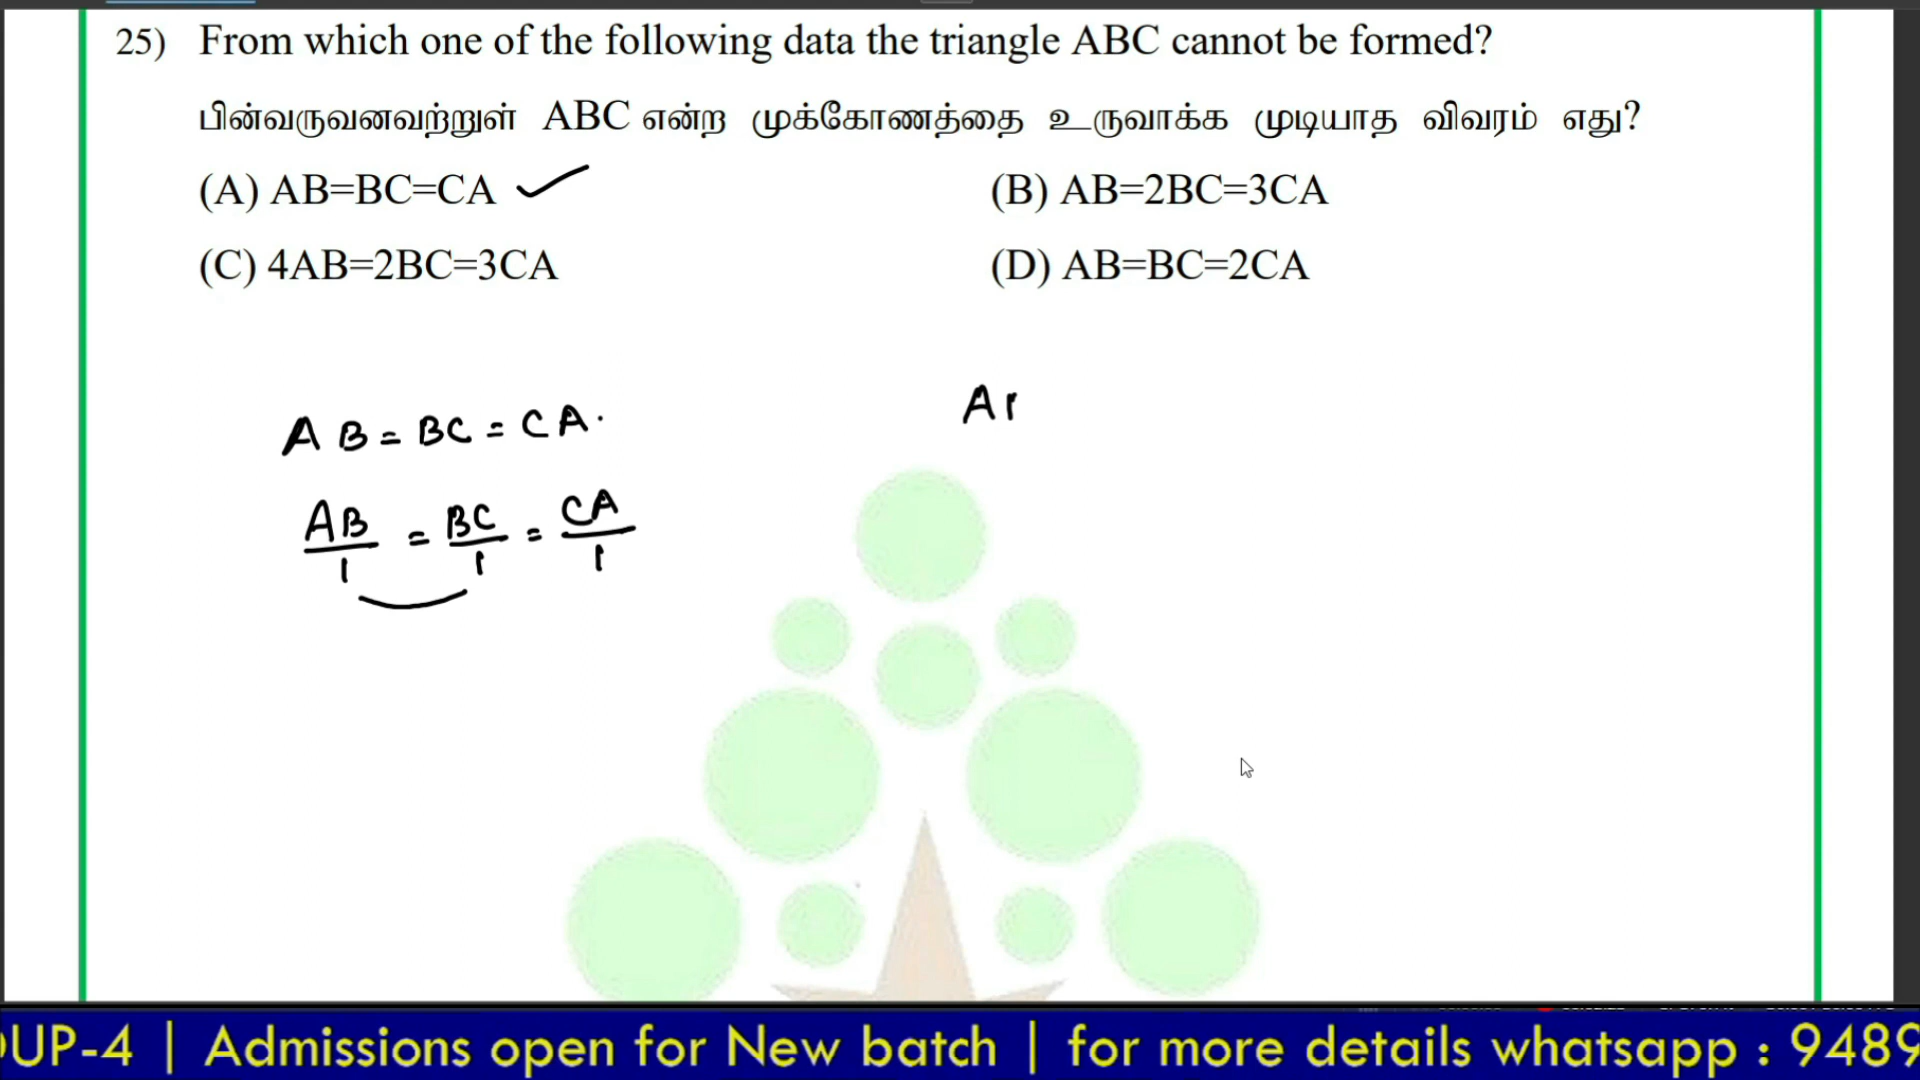 25) From which one of the following data the triangle ABC cannot be formed?
பின்வருவனவற்றுள் ABC என்ற முக்கோணத்தை உருவாக்க முடியாத விவரம் எது?
(A) AB=BC=CA ✓ (B) AB=2BC=3CA
(C) 4AB=2BC=3CA (D) AB=BC=2CA
AB = BC = CA.
AB/1 = BC/1 = CA/1
UP-4 | Admissions open for New batch | for more details whatsapp : 9489